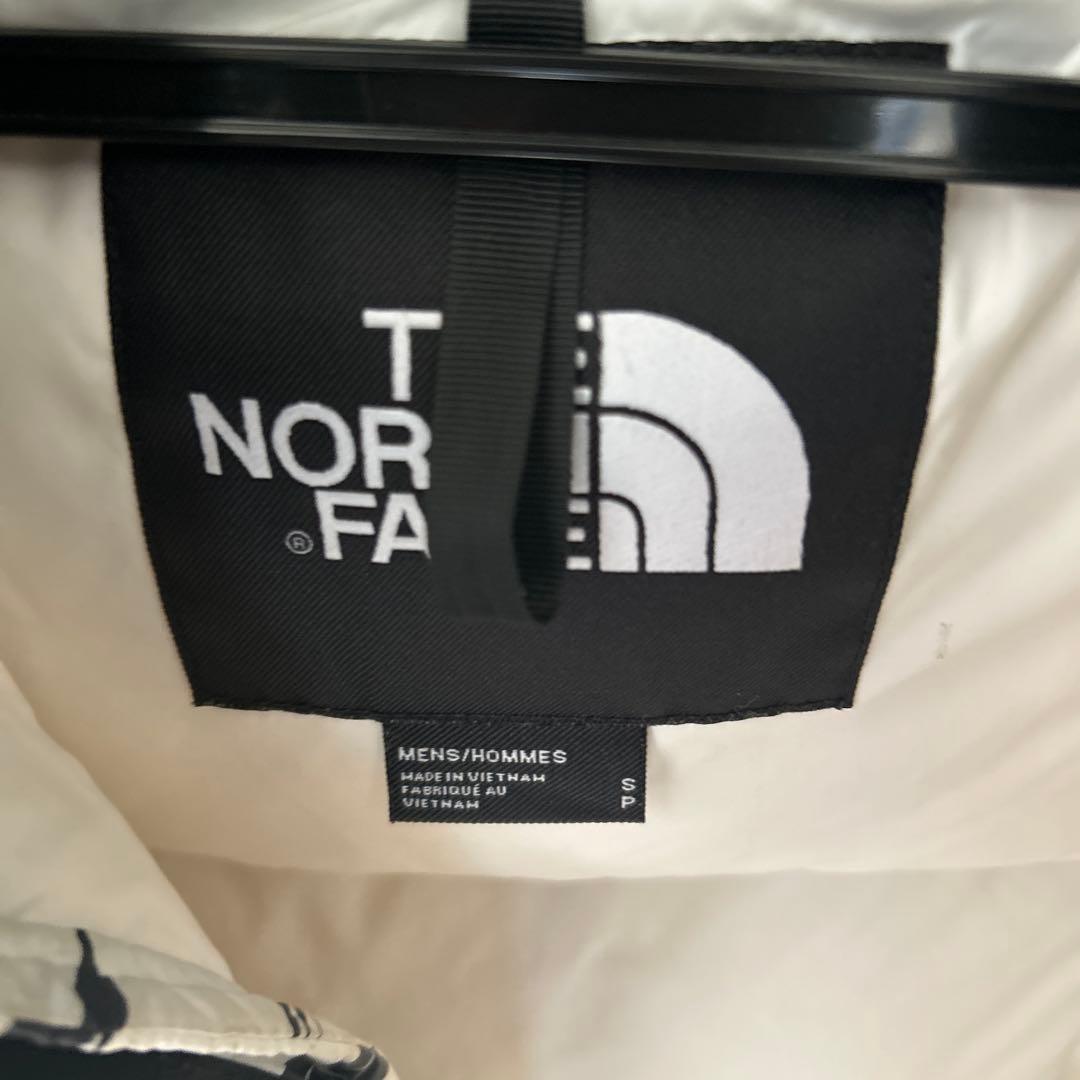 T
NOR
®FA E
MENS/HOMMES
MADE IN VIETNAM
FABRIQUÉ AU
VIETNAM
S
P